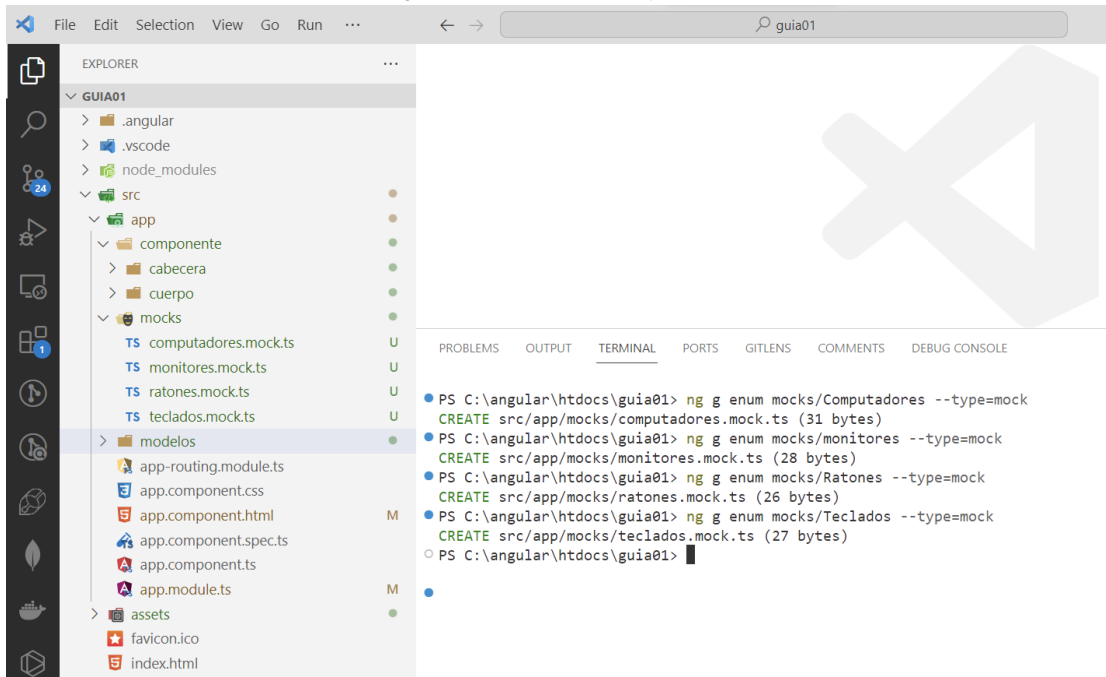 File Edit Selection View Go Run ···
guia01
EXPLORER ···
GUIA01
.angular
.vscode
node_modules
24
src
app
componente
cabecera
cuerpo
mocks
TS computadores.mock.ts U
1
TS monitores.mock.ts U
TS ratones.mock.ts U
TS teclados.mock.ts U
modelos
app-routing.module.ts
app.component.css
app.component.html M
app.component.spec.ts
app.component.ts
app.module.ts M
assets
favicon.ico
index.html
PROBLEMS OUTPUT TERMINAL PORTS GITLENS COMMENTS DEBUG CONSOLE
PS C:\angular\htdocs\guia01> ng g enum mocks/Computadores --type=mock
CREATE src/app/mocks/computadores.mock.ts (31 bytes)
PS C:\angular\htdocs\guia01> ng g enum mocks/monitores --type=mock
CREATE src/app/mocks/monitores.mock.ts (28 bytes)
PS C:\angular\htdocs\guia01> ng g enum mocks/Ratones --type=mock
CREATE src/app/mocks/ratones.mock.ts (26 bytes)
PS C:\angular\htdocs\guia01> ng g enum mocks/Teclados --type=mock
CREATE src/app/mocks/teclados.mock.ts (27 bytes)
PS C:\angular\htdocs\guia01>